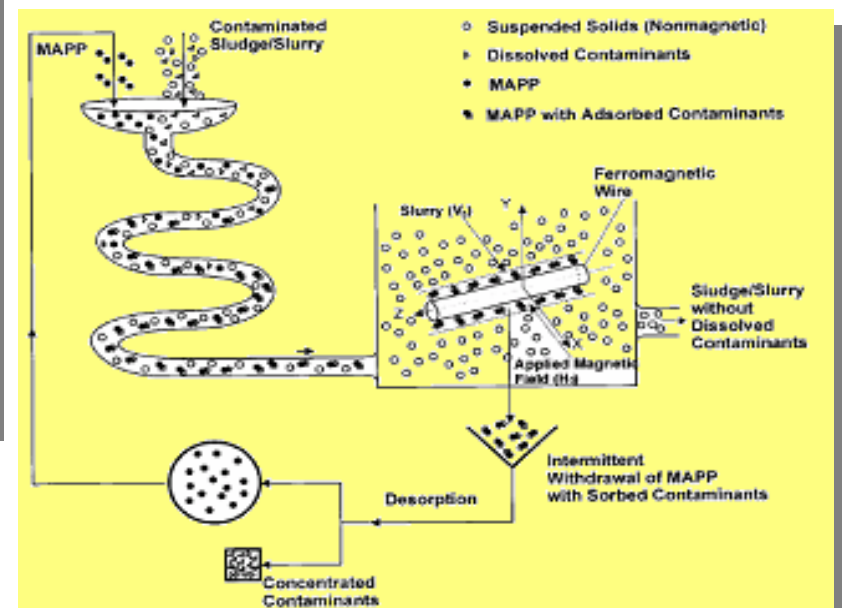 Contaminated
Sludge/Slurry
MAPP
Suspended Solids (Nonmagnetic)
Dissolved Contaminants
MAPP
MAPP with Adsorbed Contaminants
Ferromagnetic
Wire
Slurry (V₀)
Y
Z
X
Applied Magnetic
Field (H₀)
Sludge/Slurry
without
Dissolved
Contaminants
Intermittent
Withdrawal of MAPP
with Sorbed Contaminants
Desorption
Concentrated
Contaminants